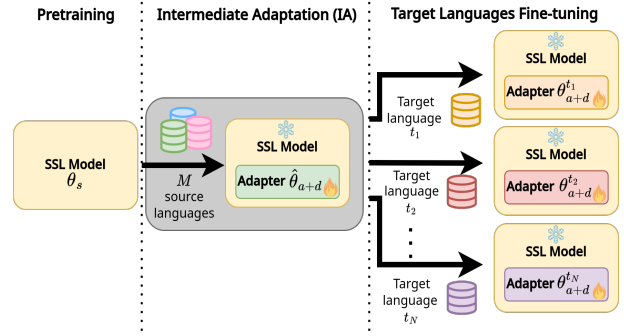 Pretraining
Intermediate Adaptation (IA)
Target Languages Fine-tuning
SSL Model
θ_s
M
source
languages
SSL Model
Adapter θ̂_{a+d}
Target
language
t_1
SSL Model
Adapter θ^{t_1}_{a+d}
Target
language
t_2
SSL Model
Adapter θ^{t_2}_{a+d}
Target
language
t_N
SSL Model
Adapter θ^{t_N}_{a+d}